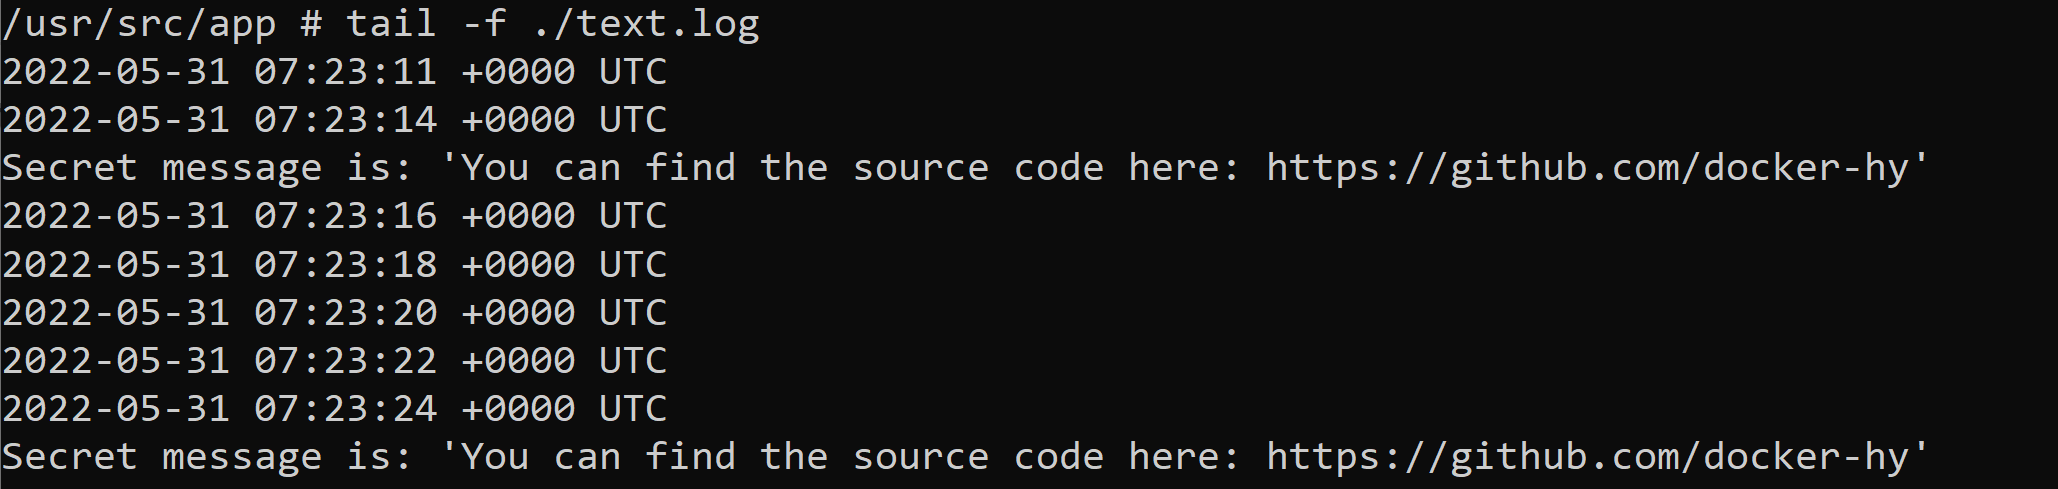 /usr/src/app # tail -f ./text.log
2022-05-31 07:23:11 +0000 UTC
2022-05-31 07:23:14 +0000 UTC
Secret message is: 'You can find the source code here: https://github.com/docker-hy'
2022-05-31 07:23:16 +0000 UTC
2022-05-31 07:23:18 +0000 UTC
2022-05-31 07:23:20 +0000 UTC
2022-05-31 07:23:22 +0000 UTC
2022-05-31 07:23:24 +0000 UTC
Secret message is: 'You can find the source code here: https://github.com/docker-hy'